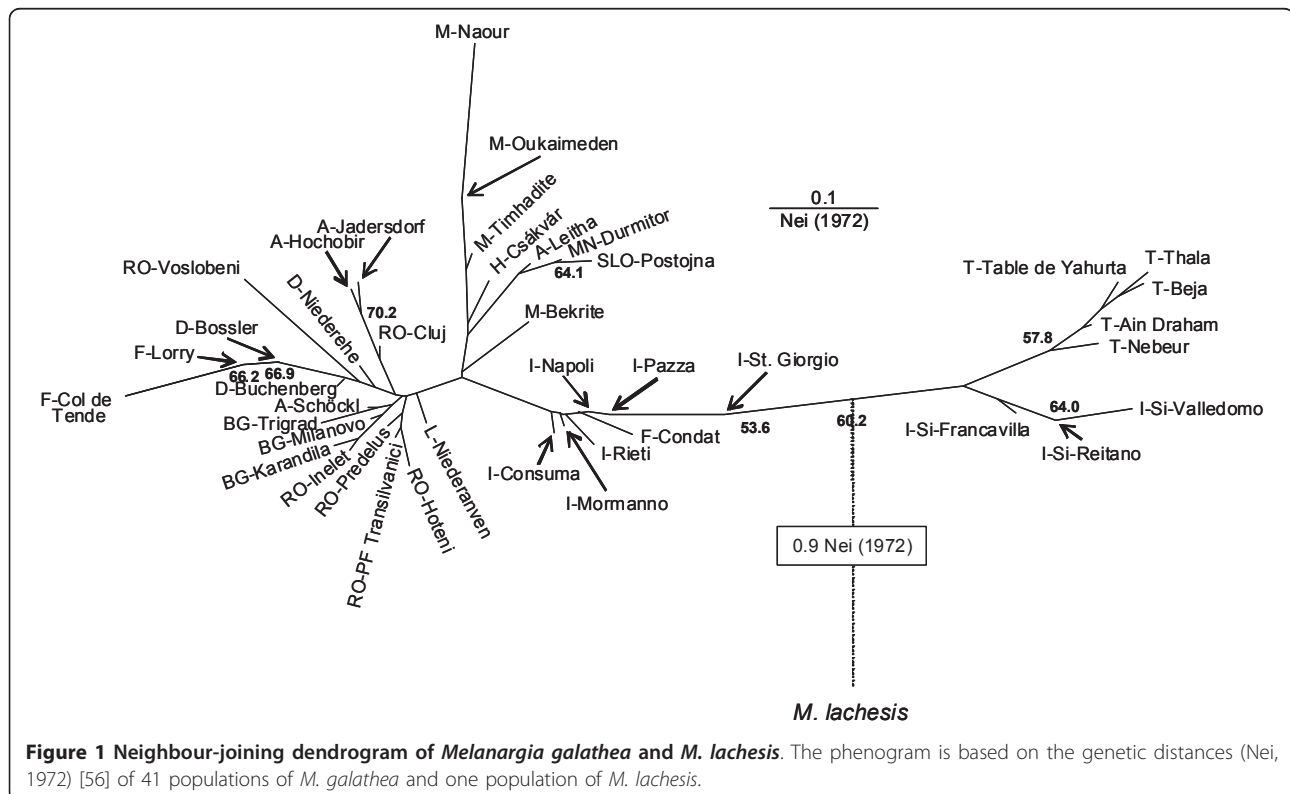 M-Naour
M-Oukaimeden
A-Jadersdorf
A-Hochobir
M-Timhadite
H-Csákvár
A-Leitha
MN-Durmitor
64.1
SLO-Postojna
0.1
Nei (1972)
RO-Voslobeni
D-Niederehe
70.2
RO-Cluj
D-Bossler
F-Lorry
66.2
66.9
F-Col de
Tende
D-Buchenberg
A-Schöckl
BG-Trigrad
BG-Milanovo
BG-Karandila
RO-Inelet
RO-Predelus
RO-PF Transilvanici
RO-Hoteni
L-Niederanven
M-Bekrite
I-Napoli
I-Pazza
I-St. Giorgio
I-Consuma
I-Mormanno
I-Rieti
F-Condat
53.6
60.2
T-Table de Yahurta
T-Thala
T-Beja
T-Ain Draham
T-Nebeur
57.8
64.0
I-Si-Valledomo
I-Si-Francavilla
I-Si-Reitano
0.9 Nei (1972)
M. lachesis
Figure 1 Neighbour-joining dendrogram of Melanargia galathea and M. lachesis. The phenogram is based on the genetic distances (Nei,
1972) [56] of 41 populations of M. galathea and one population of M. lachesis.